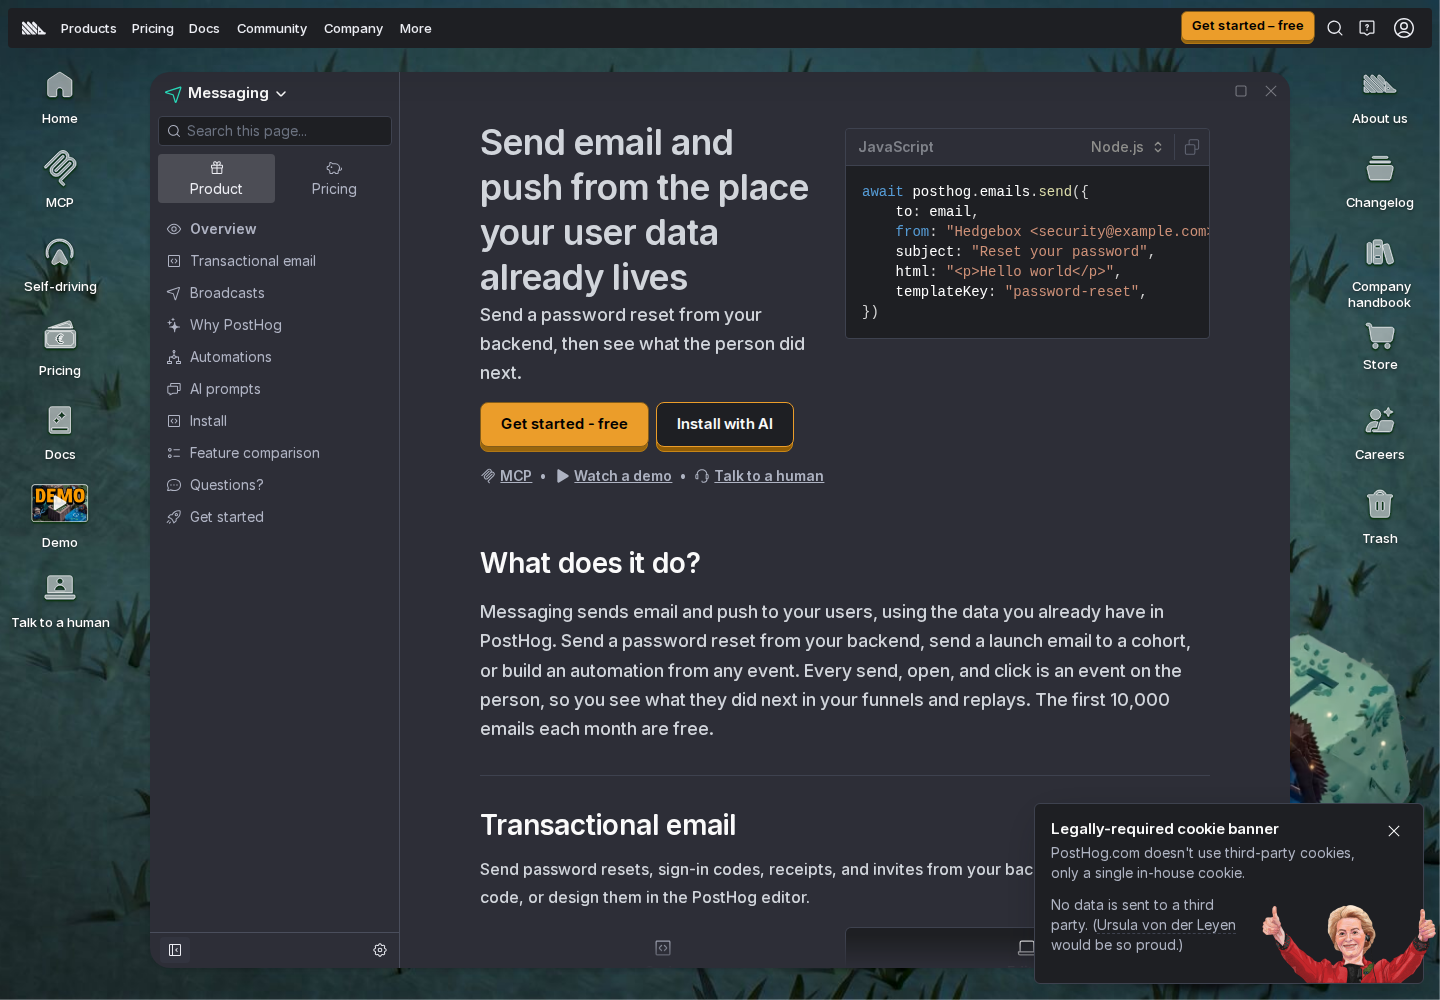 Products
Pricing
Docs
Community
Company
More
Get started – free
Home
MCP
Self-driving
Pricing
Docs
DEMO
Demo
Talk to a human
Messaging
Search this page...
Product
Pricing
Overview
Transactional email
Broadcasts
Why PostHog
Automations
AI prompts
Install
Feature comparison
Questions?
Get started
Send email and
push from the place
your user data
already lives
Send a password reset from your
backend, then see what the person did
next.
Get started - free
Install with AI
MCP • Watch a demo • Talk to a human
JavaScript
Node.js
await posthog.emails.send({
to: email,
from: "Hedgebox <security@example.com>
subject: "Reset your password",
html: "<p>Hello world</p>",
templateKey: "password-reset",
})
What does it do?
Messaging sends email and push to your users, using the data you already have in
PostHog. Send a password reset from your backend, send a launch email to a cohort,
or build an automation from any event. Every send, open, and click is an event on the
person, so you see what they did next in your funnels and replays. The first 10,000
emails each month are free.
Transactional email
Send password resets, sign-in codes, receipts, and invites from your bac
code, or design them in the PostHog editor.
About us
Changelog
Company
handbook
Store
Careers
Trash
Legally-required cookie banner
PostHog.com doesn't use third-party cookies,
only a single in-house cookie.
No data is sent to a third
party. (Ursula von der Leyen
would be so proud.)